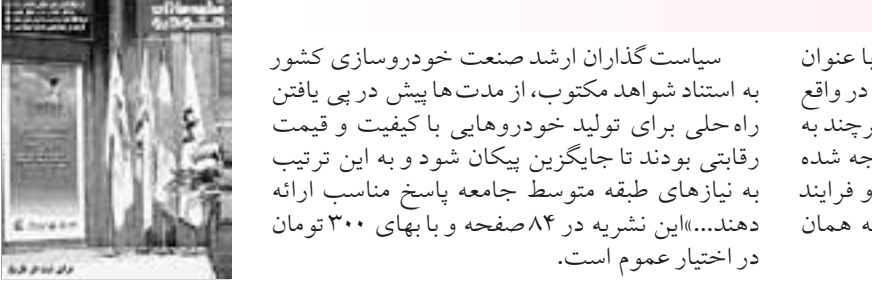 سیاست‌گذاران ارشد صنعت خودروسازی کشور
به استناد شواهد مکتوب، از مدت‌ها پیش در پی یافتن
راه‌حلی برای تولید خودروهایی با کیفیت و قیمت
رقابتی بودند تا جایگزین پیکان شود و به این ترتیب
به نیازهای طبقه متوسط جامعه پاسخ مناسب ارائه
دهند...»این نشریه در ۸۴ صفحه و با بهای ۳۰۰ تومان
در اختیار عموم است.
با عنوان
در واقع
رچند به
جه شده
و فرایند
ه همان